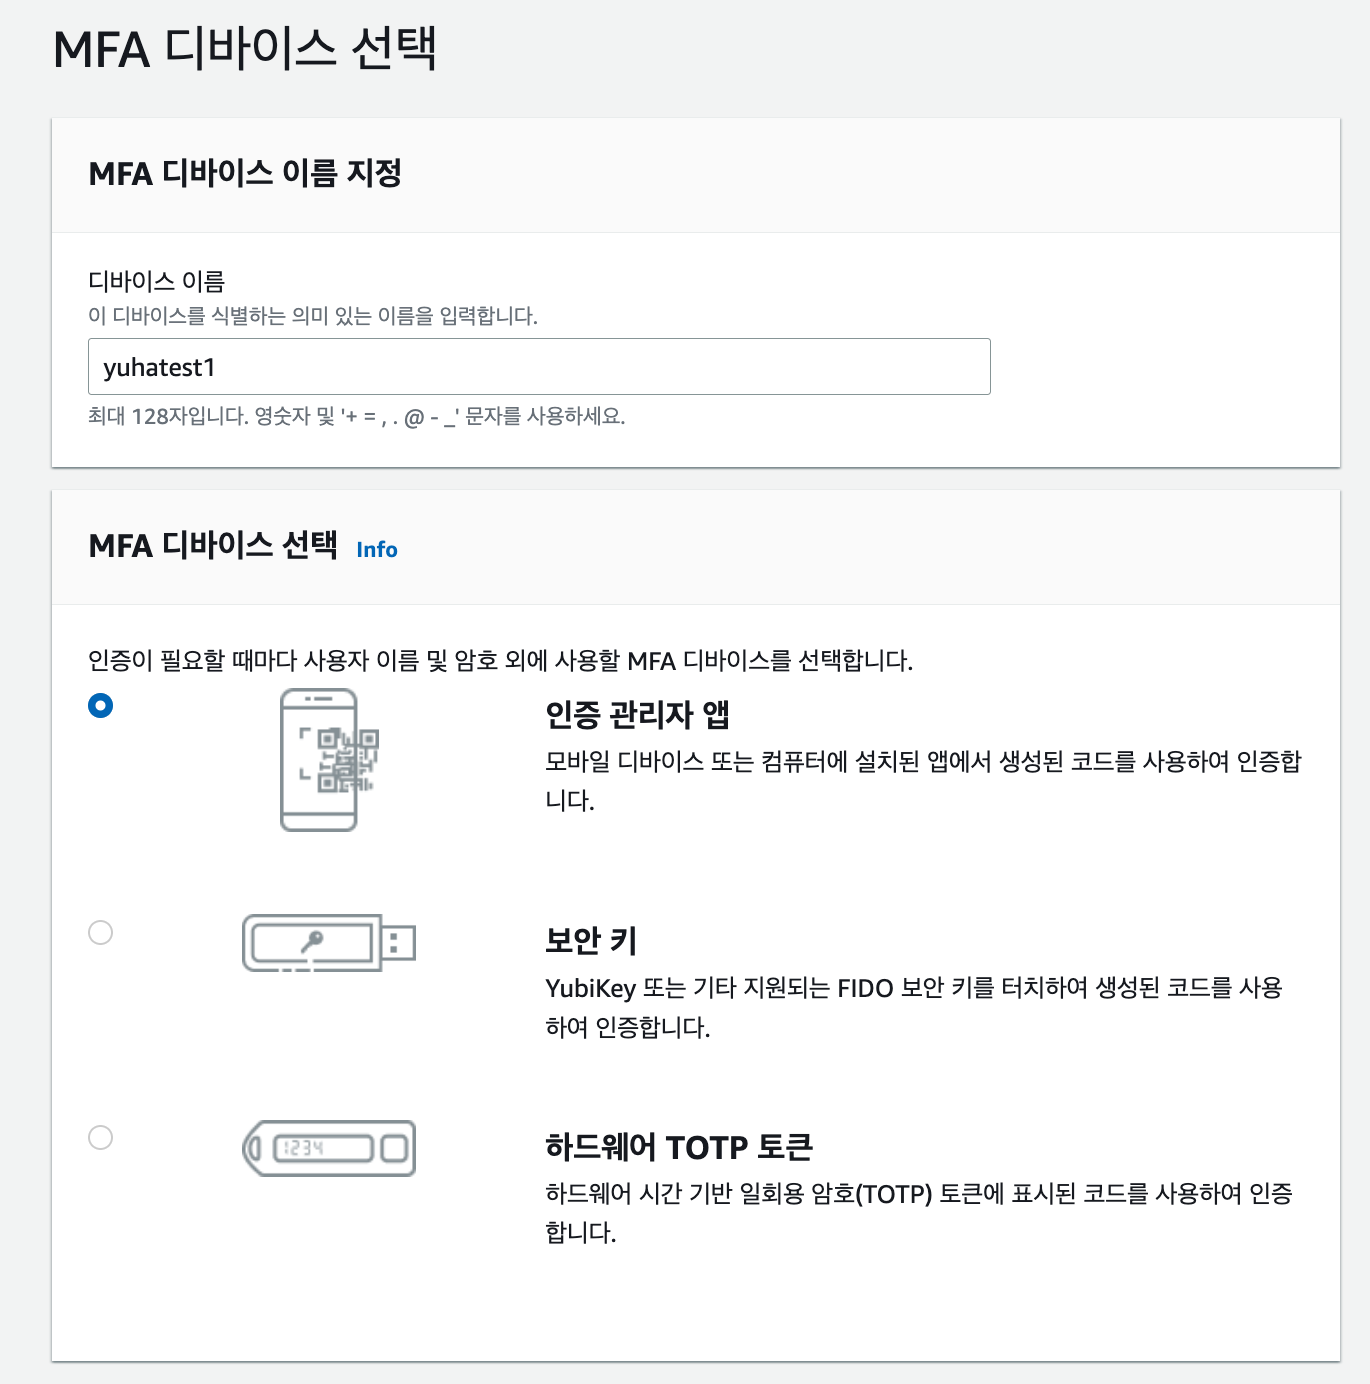 MFA 디바이스 선택
MFA 디바이스 이름 지정
디바이스 이름
이 디바이스를 식별하는 의미 있는 이름을 입력합니다.
yuhatest1
최대 128자입니다. 영숫자 및 '+ = , . @ - _' 문자를 사용하세요.
MFA 디바이스 선택 Info
인증이 필요할 때마다 사용자 이름 및 암호 외에 사용할 MFA 디바이스를 선택합니다.
인증 관리자 앱
모바일 디바이스 또는 컴퓨터에 설치된 앱에서 생성된 코드를 사용하여 인증합
니다.
보안 키
YubiKey 또는 기타 지원되는 FIDO 보안 키를 터치하여 생성된 코드를 사용
하여 인증합니다.
1234
하드웨어 TOTP 토큰
하드웨어 시간 기반 일회용 암호(TOTP) 토큰에 표시된 코드를 사용하여 인증
합니다.